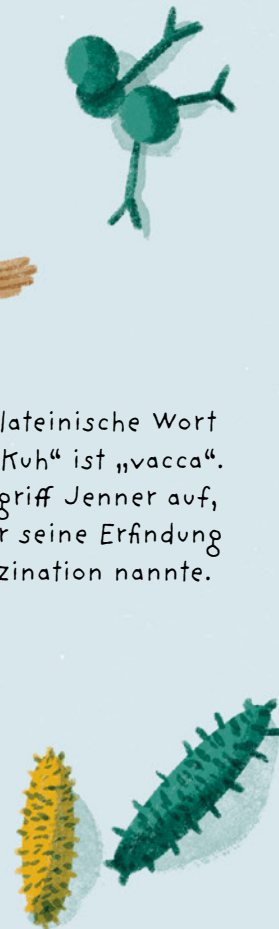 lateinische Wort
Kuh“ ist „vacca“.
griff Jenner auf,
r seine Erfindung
zination nannte.